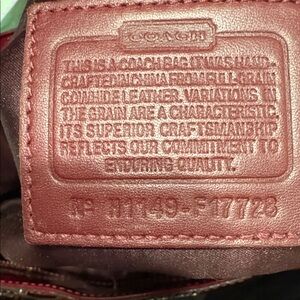 COACH
THIS IS A COACH BAG. IT WAS HAND-
CRAFTED IN CHINA FROM FULL GRAIN
COWHIDE LEATHER. VARIATIONS IN
THE GRAIN ARE A CHARACTERISTIC.
ITS SUPERIOR CRAFTSMANSHIP
REFLECTS OUR COMMITMENT TO
ENDURING QUALITY.